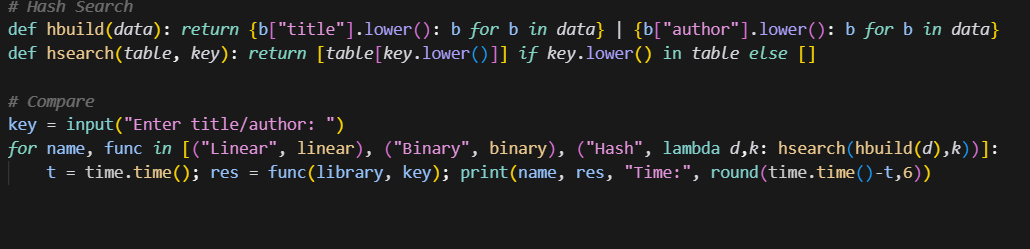 # Hash Search
def hbuild(data): return {b["title"].lower(): b for b in data} | {b["author"].lower(): b for b in data}
def hsearch(table, key): return [table[key.lower()]] if key.lower() in table else []
# Compare
key = input("Enter title/author: ")
for name, func in [("Linear", linear), ("Binary", binary), ("Hash", lambda d,k: hsearch(hbuild(d),k))]:
    t = time.time(); res = func(library, key); print(name, res, "Time:", round(time.time()-t,6))